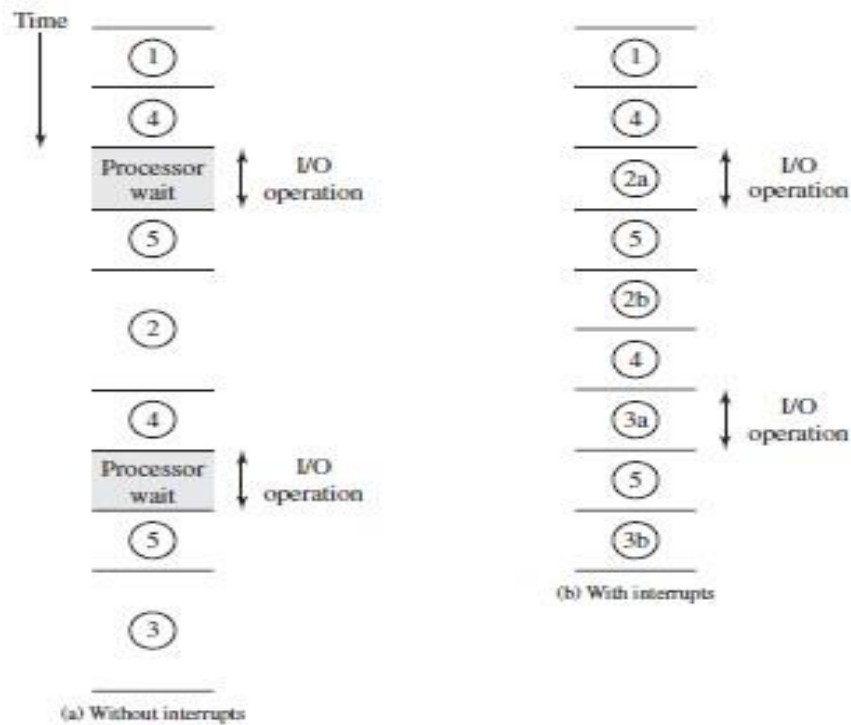 Time
1
4
Processor
wait
I/O
operation
5
2
4
Processor
wait
I/O
operation
5
3
(a) Without interrupts
1
4
2a
I/O
operation
5
2b
4
3a
I/O
operation
5
3b
(b) With interrupts